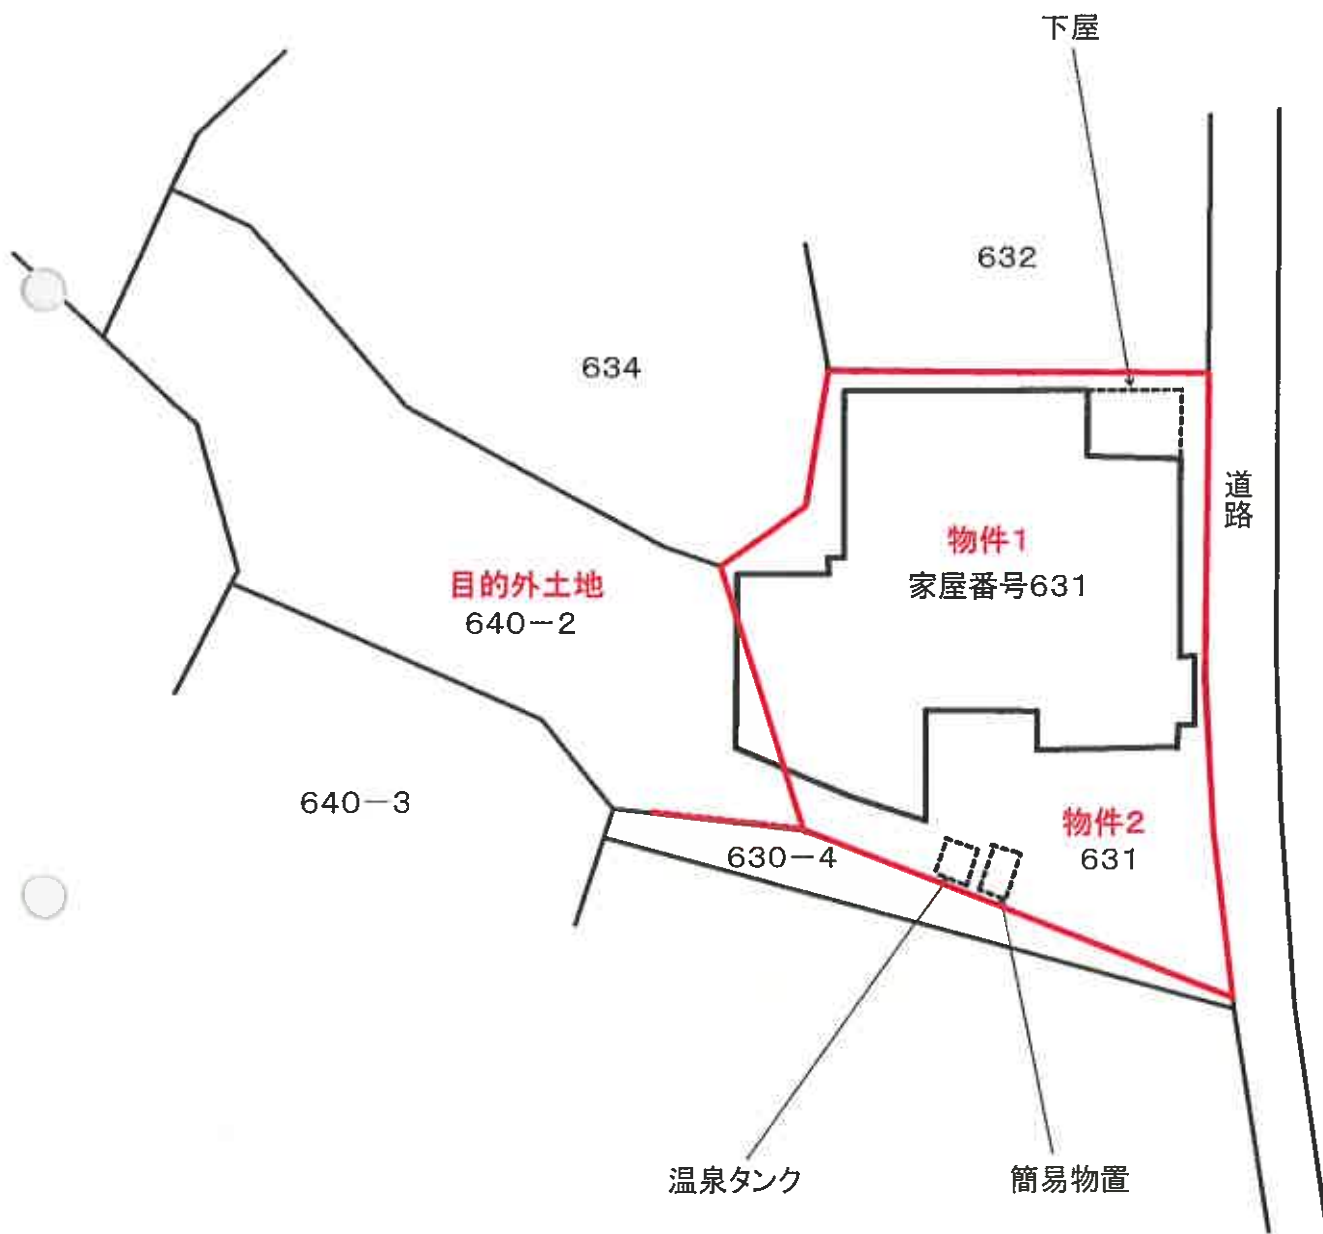 下屋
632
634
道路
物件1
家屋番号631
目的外土地
640-2
640-3
物件2
631
630-4
温泉タンク
簡易物置